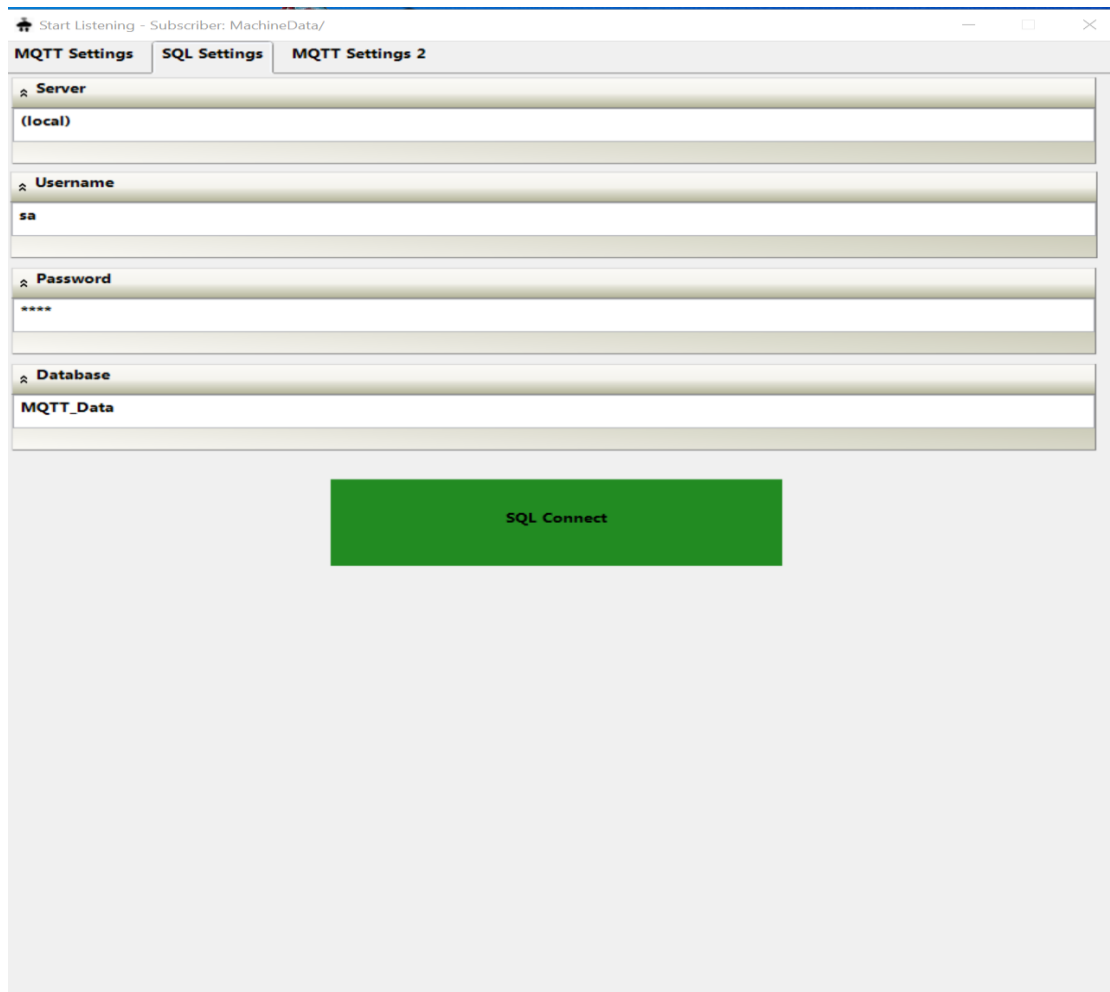 Start Listening - Subscriber: MachineData/
MQTT Settings SQL Settings MQTT Settings 2
Server
(local)
Username
sa
Password
****
Database
MQTT_Data
SQL Connect